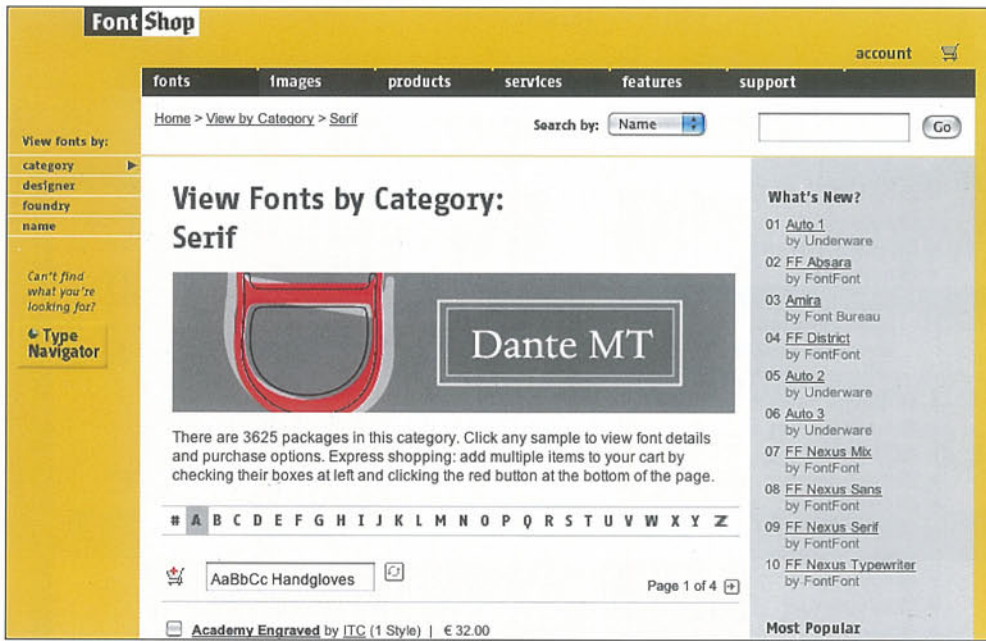 Font Shop
account
fonts images products services features support
Home > View by Category > Serif
Search by: Name Go
View fonts by:
category
designer
foundry
name
Can't find
what you're
looking for?
Type
Navigator
View Fonts by Category:
Serif
Dante MT
There are 3625 packages in this category. Click any sample to view font details
and purchase options. Express shopping: add multiple items to your cart by
checking their boxes at left and clicking the red button at the bottom of the page.
# A B C D E F G H I J K L M N O P Q R S T U V W X Y Z
AaBbCc Handgloves
Page 1 of 4
Academy Engraved by ITC (1 Style) | € 32.00
What's New?
01 Auto 1
by Underware
02 FF Absara
by FontFont
03 Amira
by Font Bureau
04 FF District
by FontFont
05 Auto 2
by Underware
06 Auto 3
by Underware
07 FF Nexus Mix
by FontFont
08 FF Nexus Sans
by FontFont
09 FF Nexus Serif
by FontFont
10 FF Nexus Typewriter
by FontFont
Most Popular